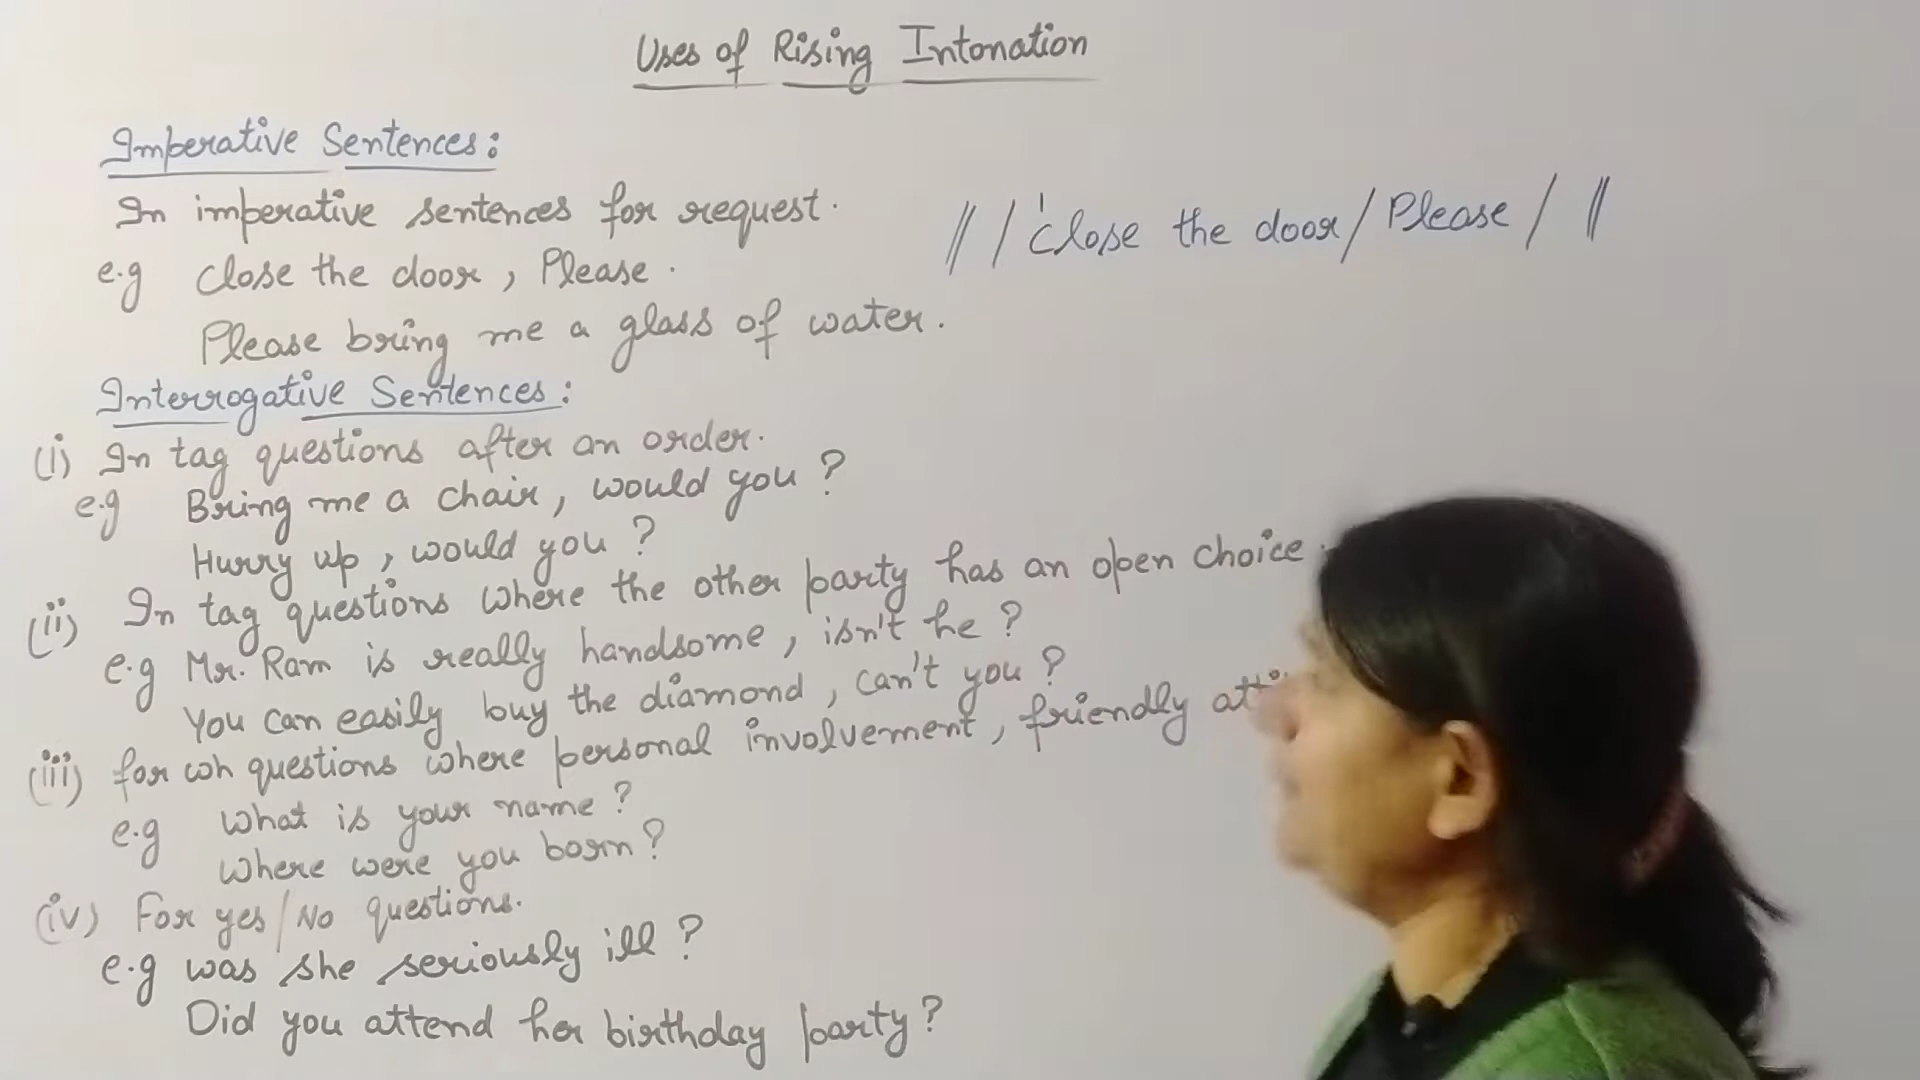 Uses of Rising Intonation
Imperative Sentences:
In imperative sentences for request.
e.g Close the door, Please.
// / 'Close the door / Please / //
Please bring me a glass of water.
Interrogative Sentences:
(i) In tag questions after an order.
e.g Bring me a chair, would you?
Hurry up, would you?
(ii) In tag questions where the other party has an open choice.
e.g Mr. Ram is really handsome, isn't he?
You can easily buy the diamond, can't you?
(iii) for wh questions where personal involvement, friendly
e.g what is your name?
where were you born?
(iv) For yes/No questions.
e.g was she seriously ill?
Did you attend her birthday party?